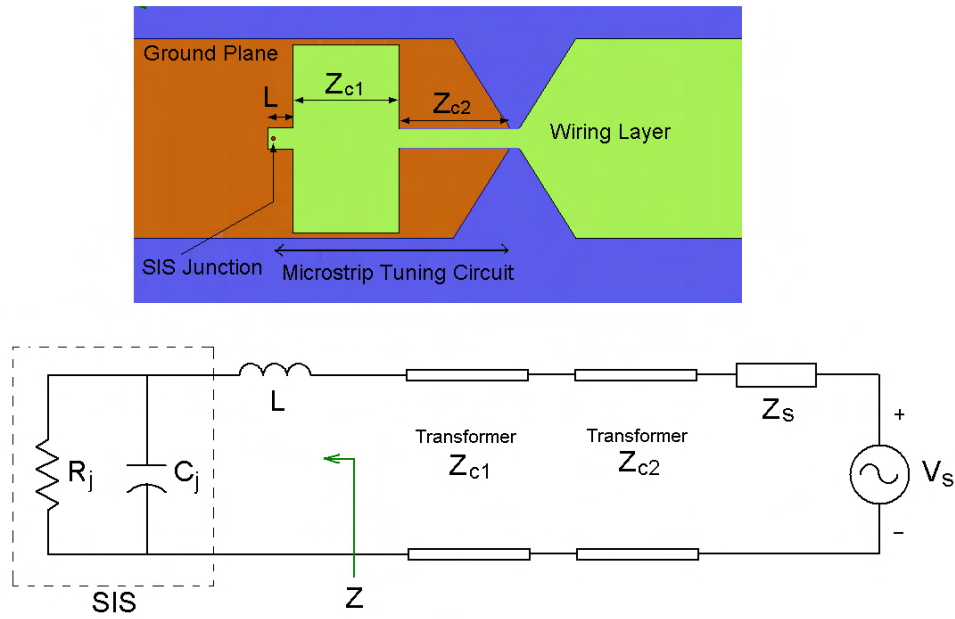 Ground Plane
L
Zc1
Zc2
Wiring Layer
SIS Junction
Microstrip Tuning Circuit
Rj
Cj
L
Transformer
Zc1
Transformer
Zc2
Zs
+
Vs
−
Z
SIS